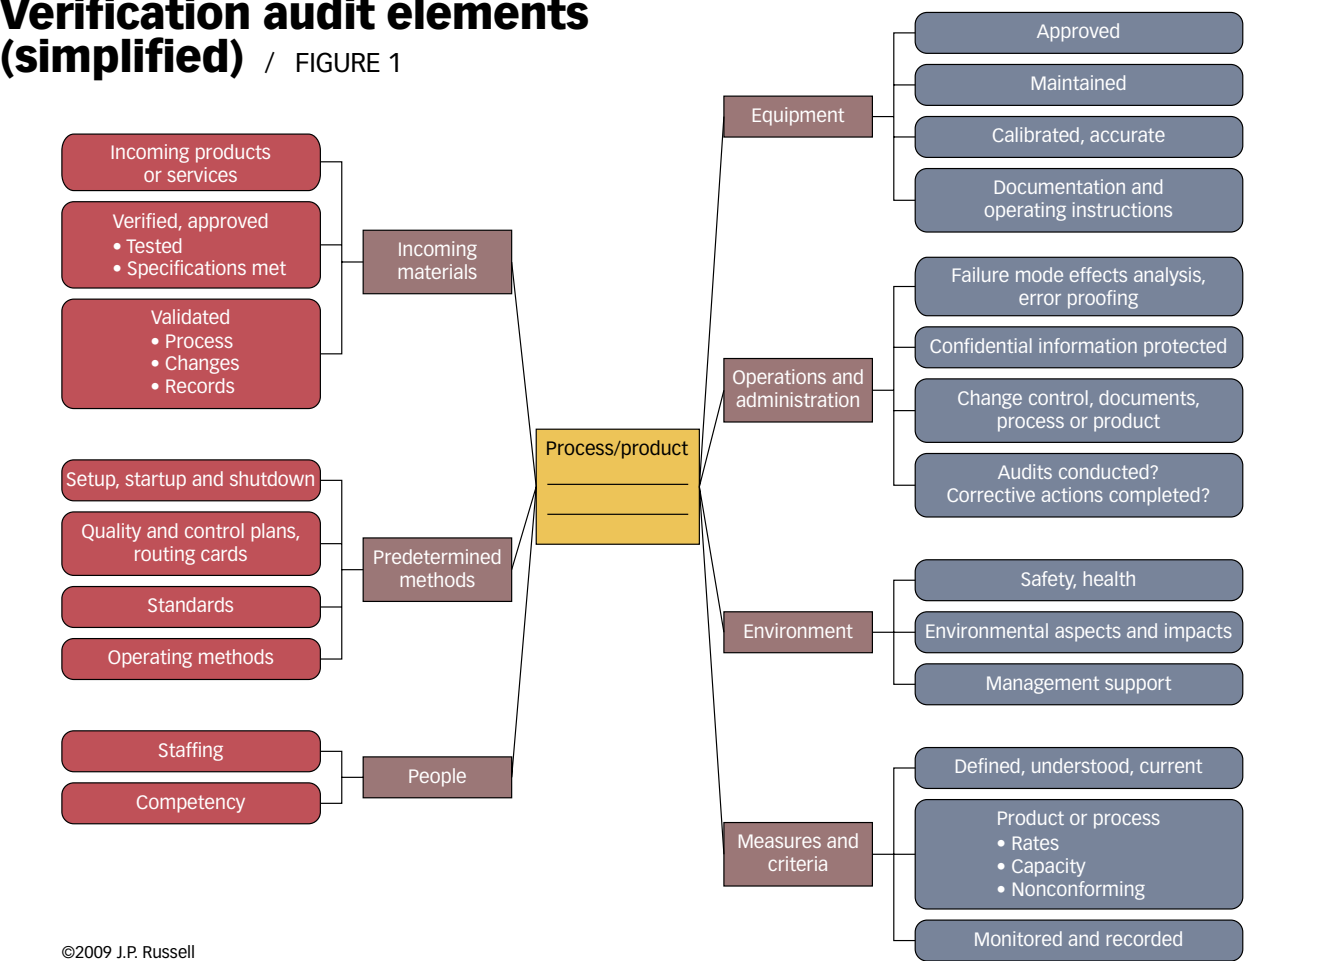 Verification audit elements
(simplified) / FIGURE 1
Incoming products
or services
Verified, approved
• Tested
• Specifications met
Validated
• Process
• Changes
• Records
Incoming
materials
Setup, startup and shutdown
Quality and control plans,
routing cards
Standards
Operating methods
Predetermined
methods
Staffing
Competency
People
Process/product
Equipment
Approved
Maintained
Calibrated, accurate
Documentation and
operating instructions
Operations and
administration
Failure mode effects analysis,
error proofing
Confidential information protected
Change control, documents,
process or product
Audits conducted?
Corrective actions completed?
Environment
Safety, health
Environmental aspects and impacts
Management support
Measures and
criteria
Defined, understood, current
Product or process
• Rates
• Capacity
• Nonconforming
Monitored and recorded
©2009 J.P. Russell